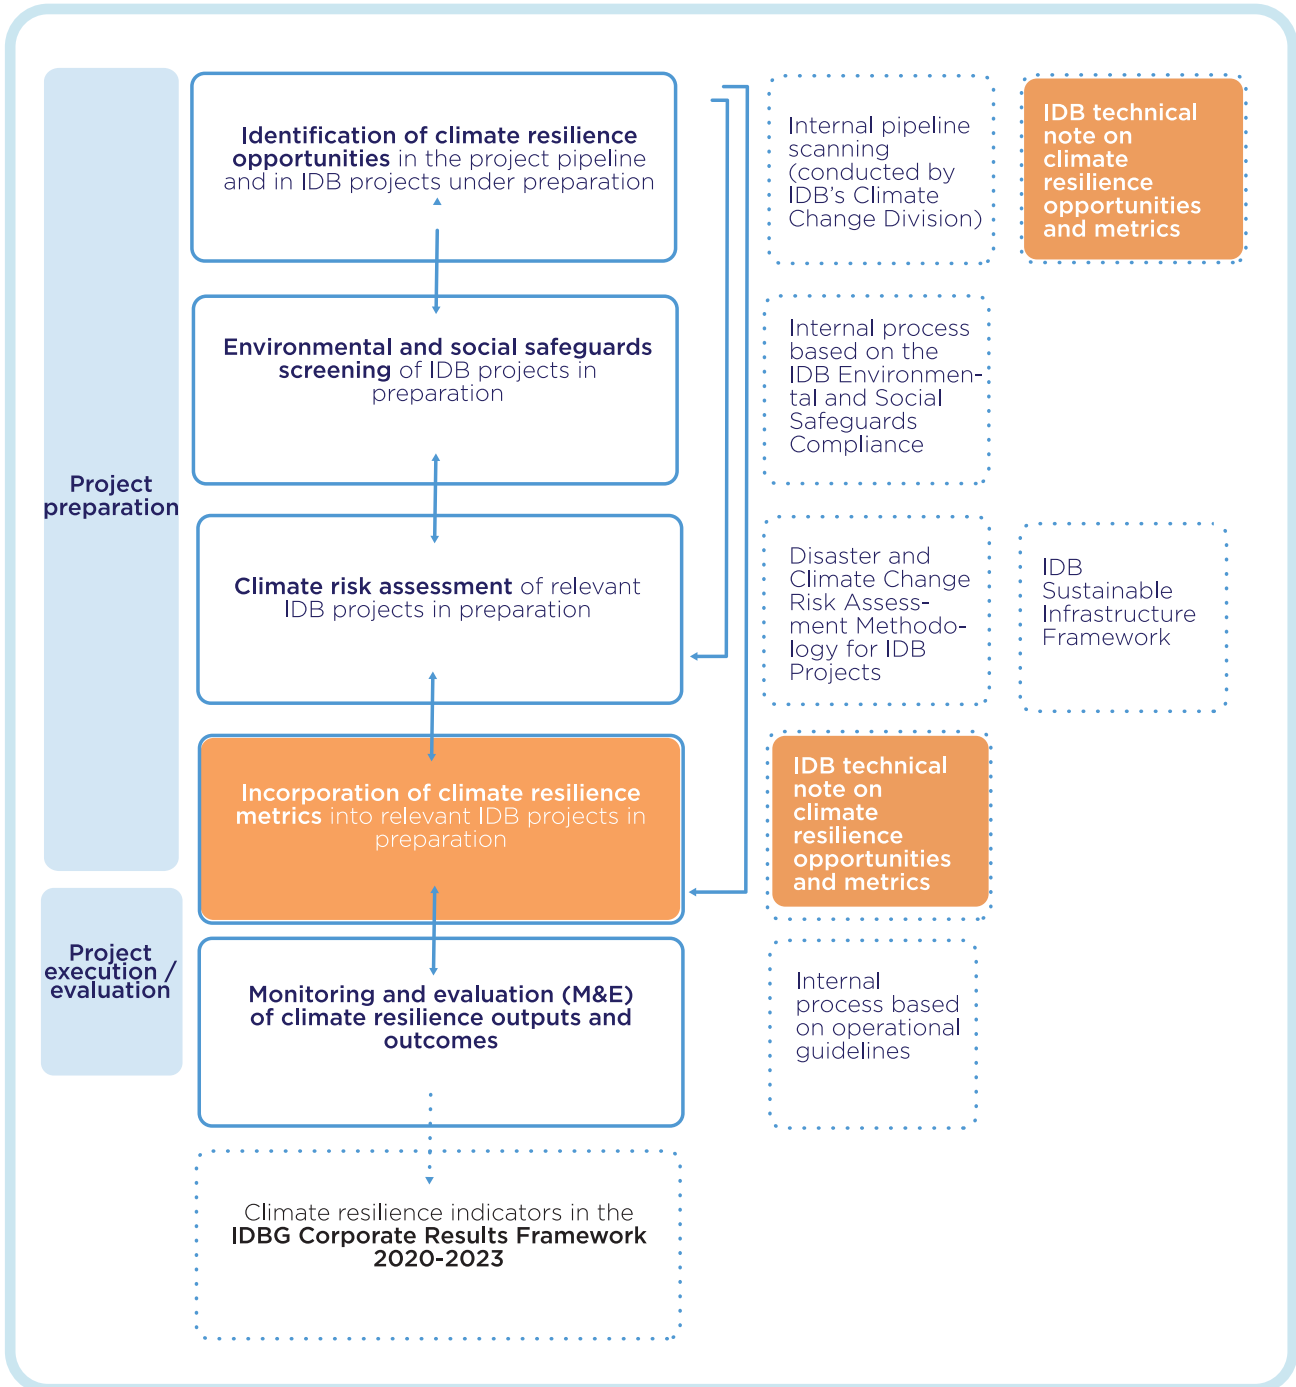 Project
preparation
Identification of climate resilience
opportunities in the project pipeline
and in IDB projects under preparation
Internal pipeline
scanning
(conducted by
IDB's Climate
Change Division)
IDB technical
note on
climate
resilience
opportunities
and metrics
Environmental and social safeguards
screening of IDB projects in
preparation
Internal process
based on the
IDB Environmen-
tal and Social
Safeguards
Compliance
Climate risk assessment of relevant
IDB projects in preparation
Disaster and
Climate Change
Risk Assess-
ment Methodo-
logy for IDB
Projects
IDB
Sustainable
Infrastructure
Framework
Incorporation of climate resilience
metrics into relevant IDB projects in
preparation
IDB technical
note on
climate
resilience
opportunities
and metrics
Project
execution /
evaluation
Monitoring and evaluation (M&E)
of climate resilience outputs and
outcomes
Internal
process based
on operational
guidelines
Climate resilience indicators in the
IDBG Corporate Results Framework
2020-2023